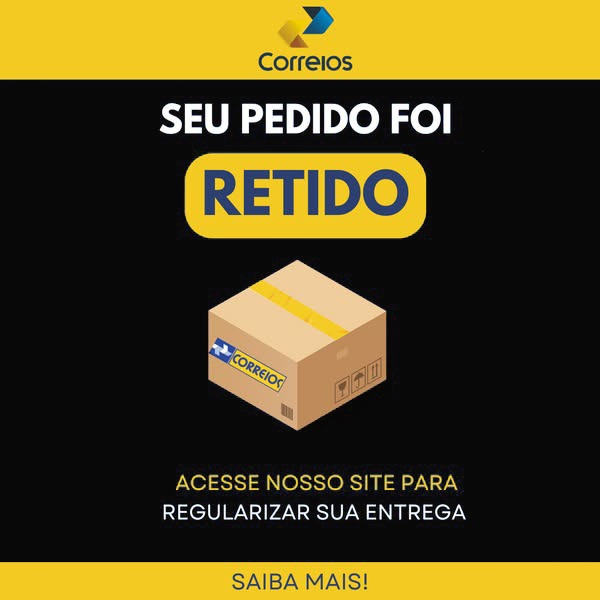 Correios
SEU PEDIDO FOI
RETIDO
CORREIOS
ACESSE NOSSO SITE PARA
REGULARIZAR SUA ENTREGA
SAIBA MAIS!